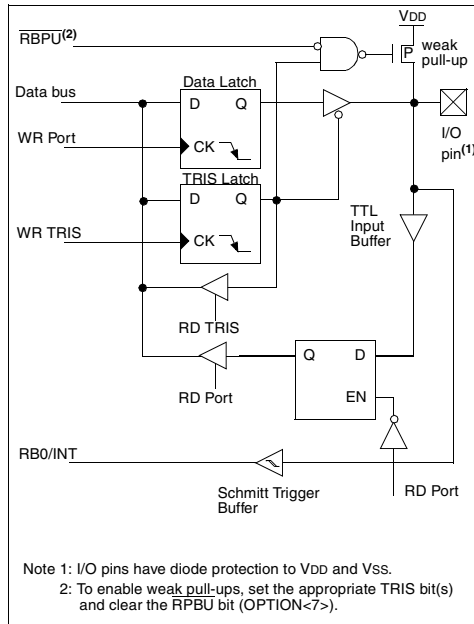 VDD
RBPU(2)
P
weak
pull-up
Data Latch
Data bus
D
Q
I/O
pin(1)
WR Port
CK
TRIS Latch
D
Q
TTL
Input
Buffer
WR TRIS
CK
RD TRIS
Q
D
RD Port
EN
RB0/INT
Schmitt Trigger
Buffer
RD Port
Note 1: I/O pins have diode protection to VDD and VSS.
2: To enable weak pull-ups, set the appropriate TRIS bit(s)
and clear the RPBU bit (OPTION<7>).